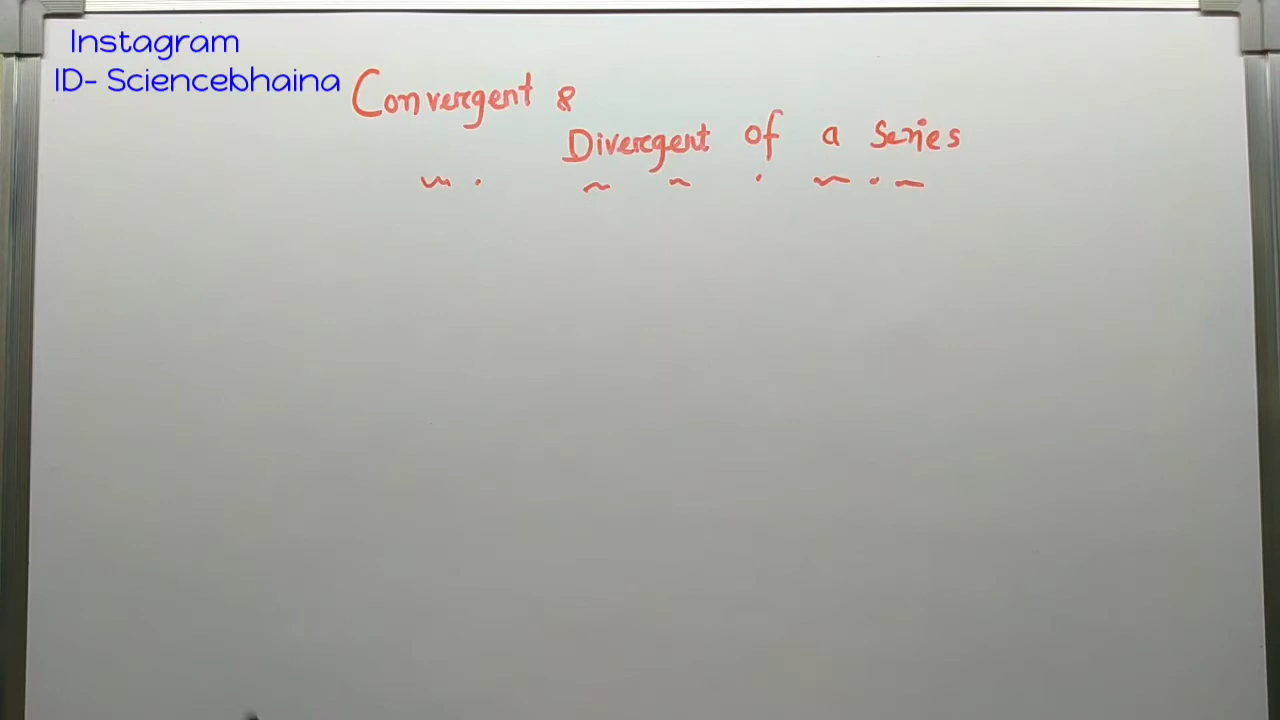 Instagram
ID- Sciencebhaina
Convergent &
Divergent of a series